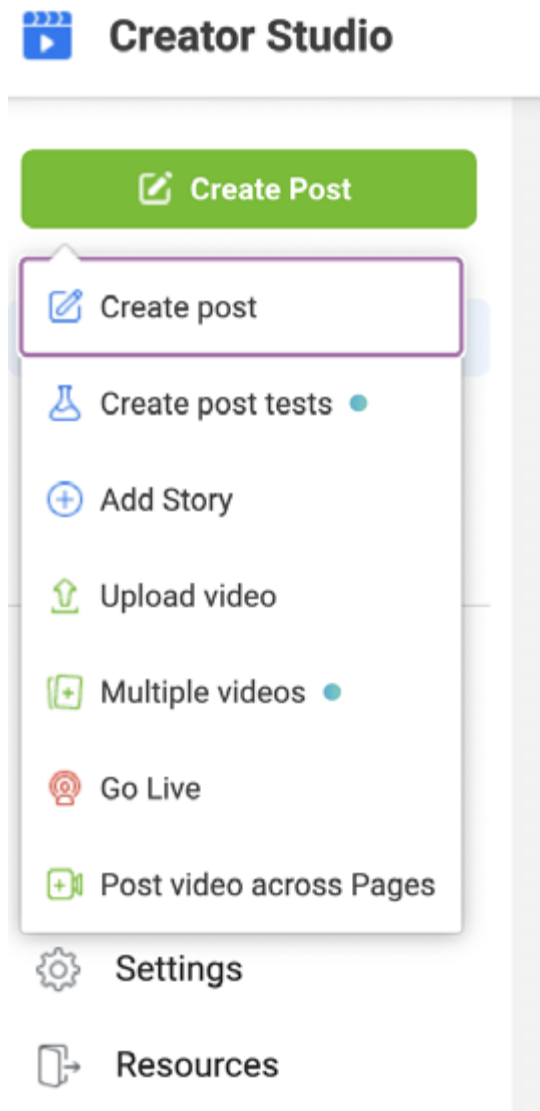 Creator Studio
Create Post
Create post
Create post tests
Add Story
Upload video
Multiple videos
Go Live
Post video across Pages
Settings
Resources